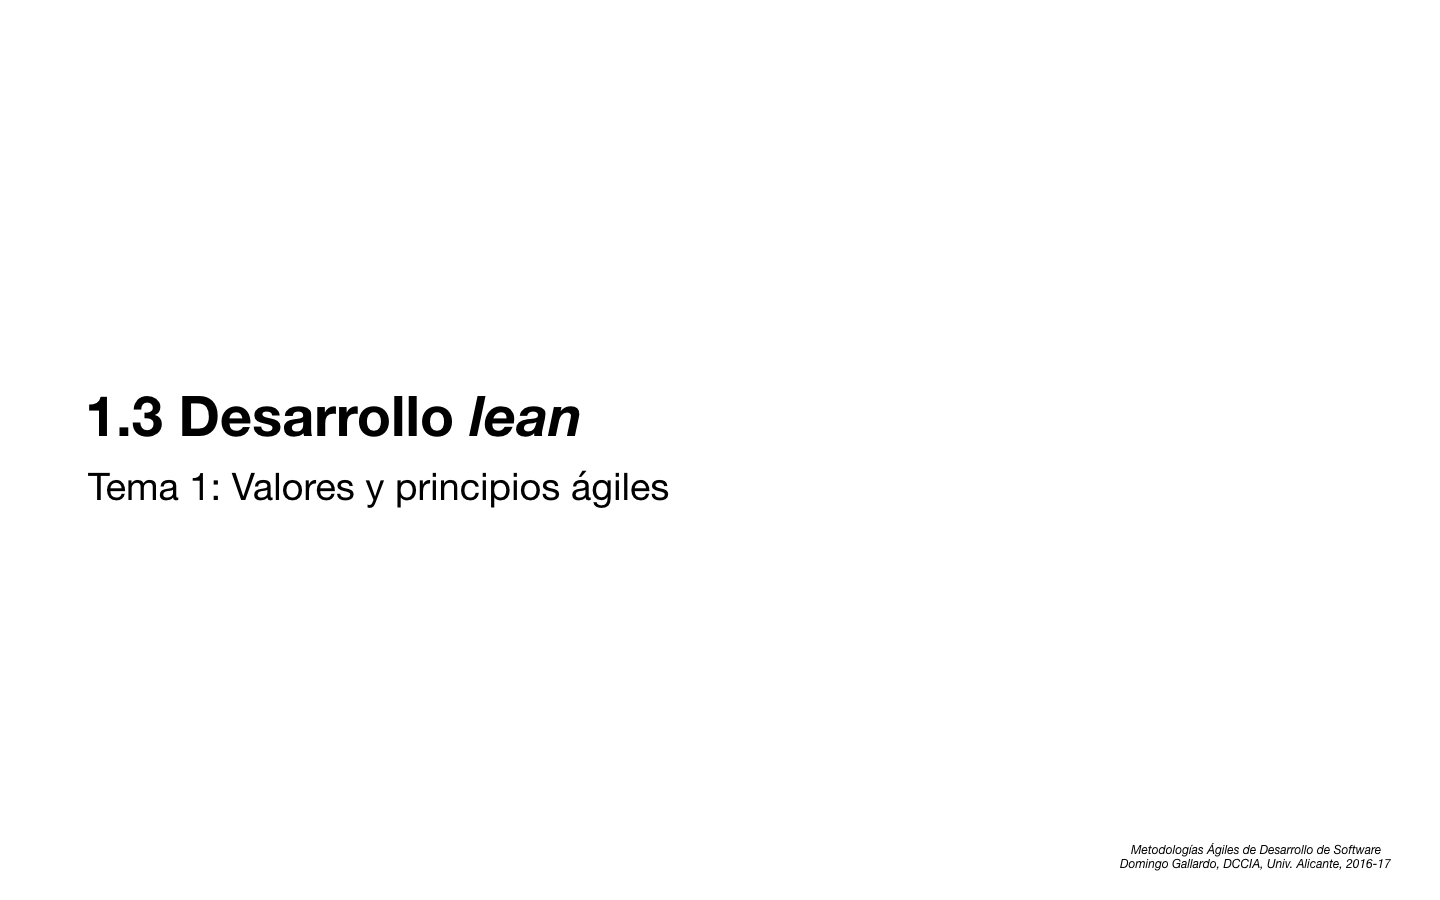 1.3 Desarrollo lean
Tema 1: Valores y principios ágiles
Metodologías Ágiles de Desarrollo de Software
Domingo Gallardo, DCCIA, Univ. Alicante, 2016-17